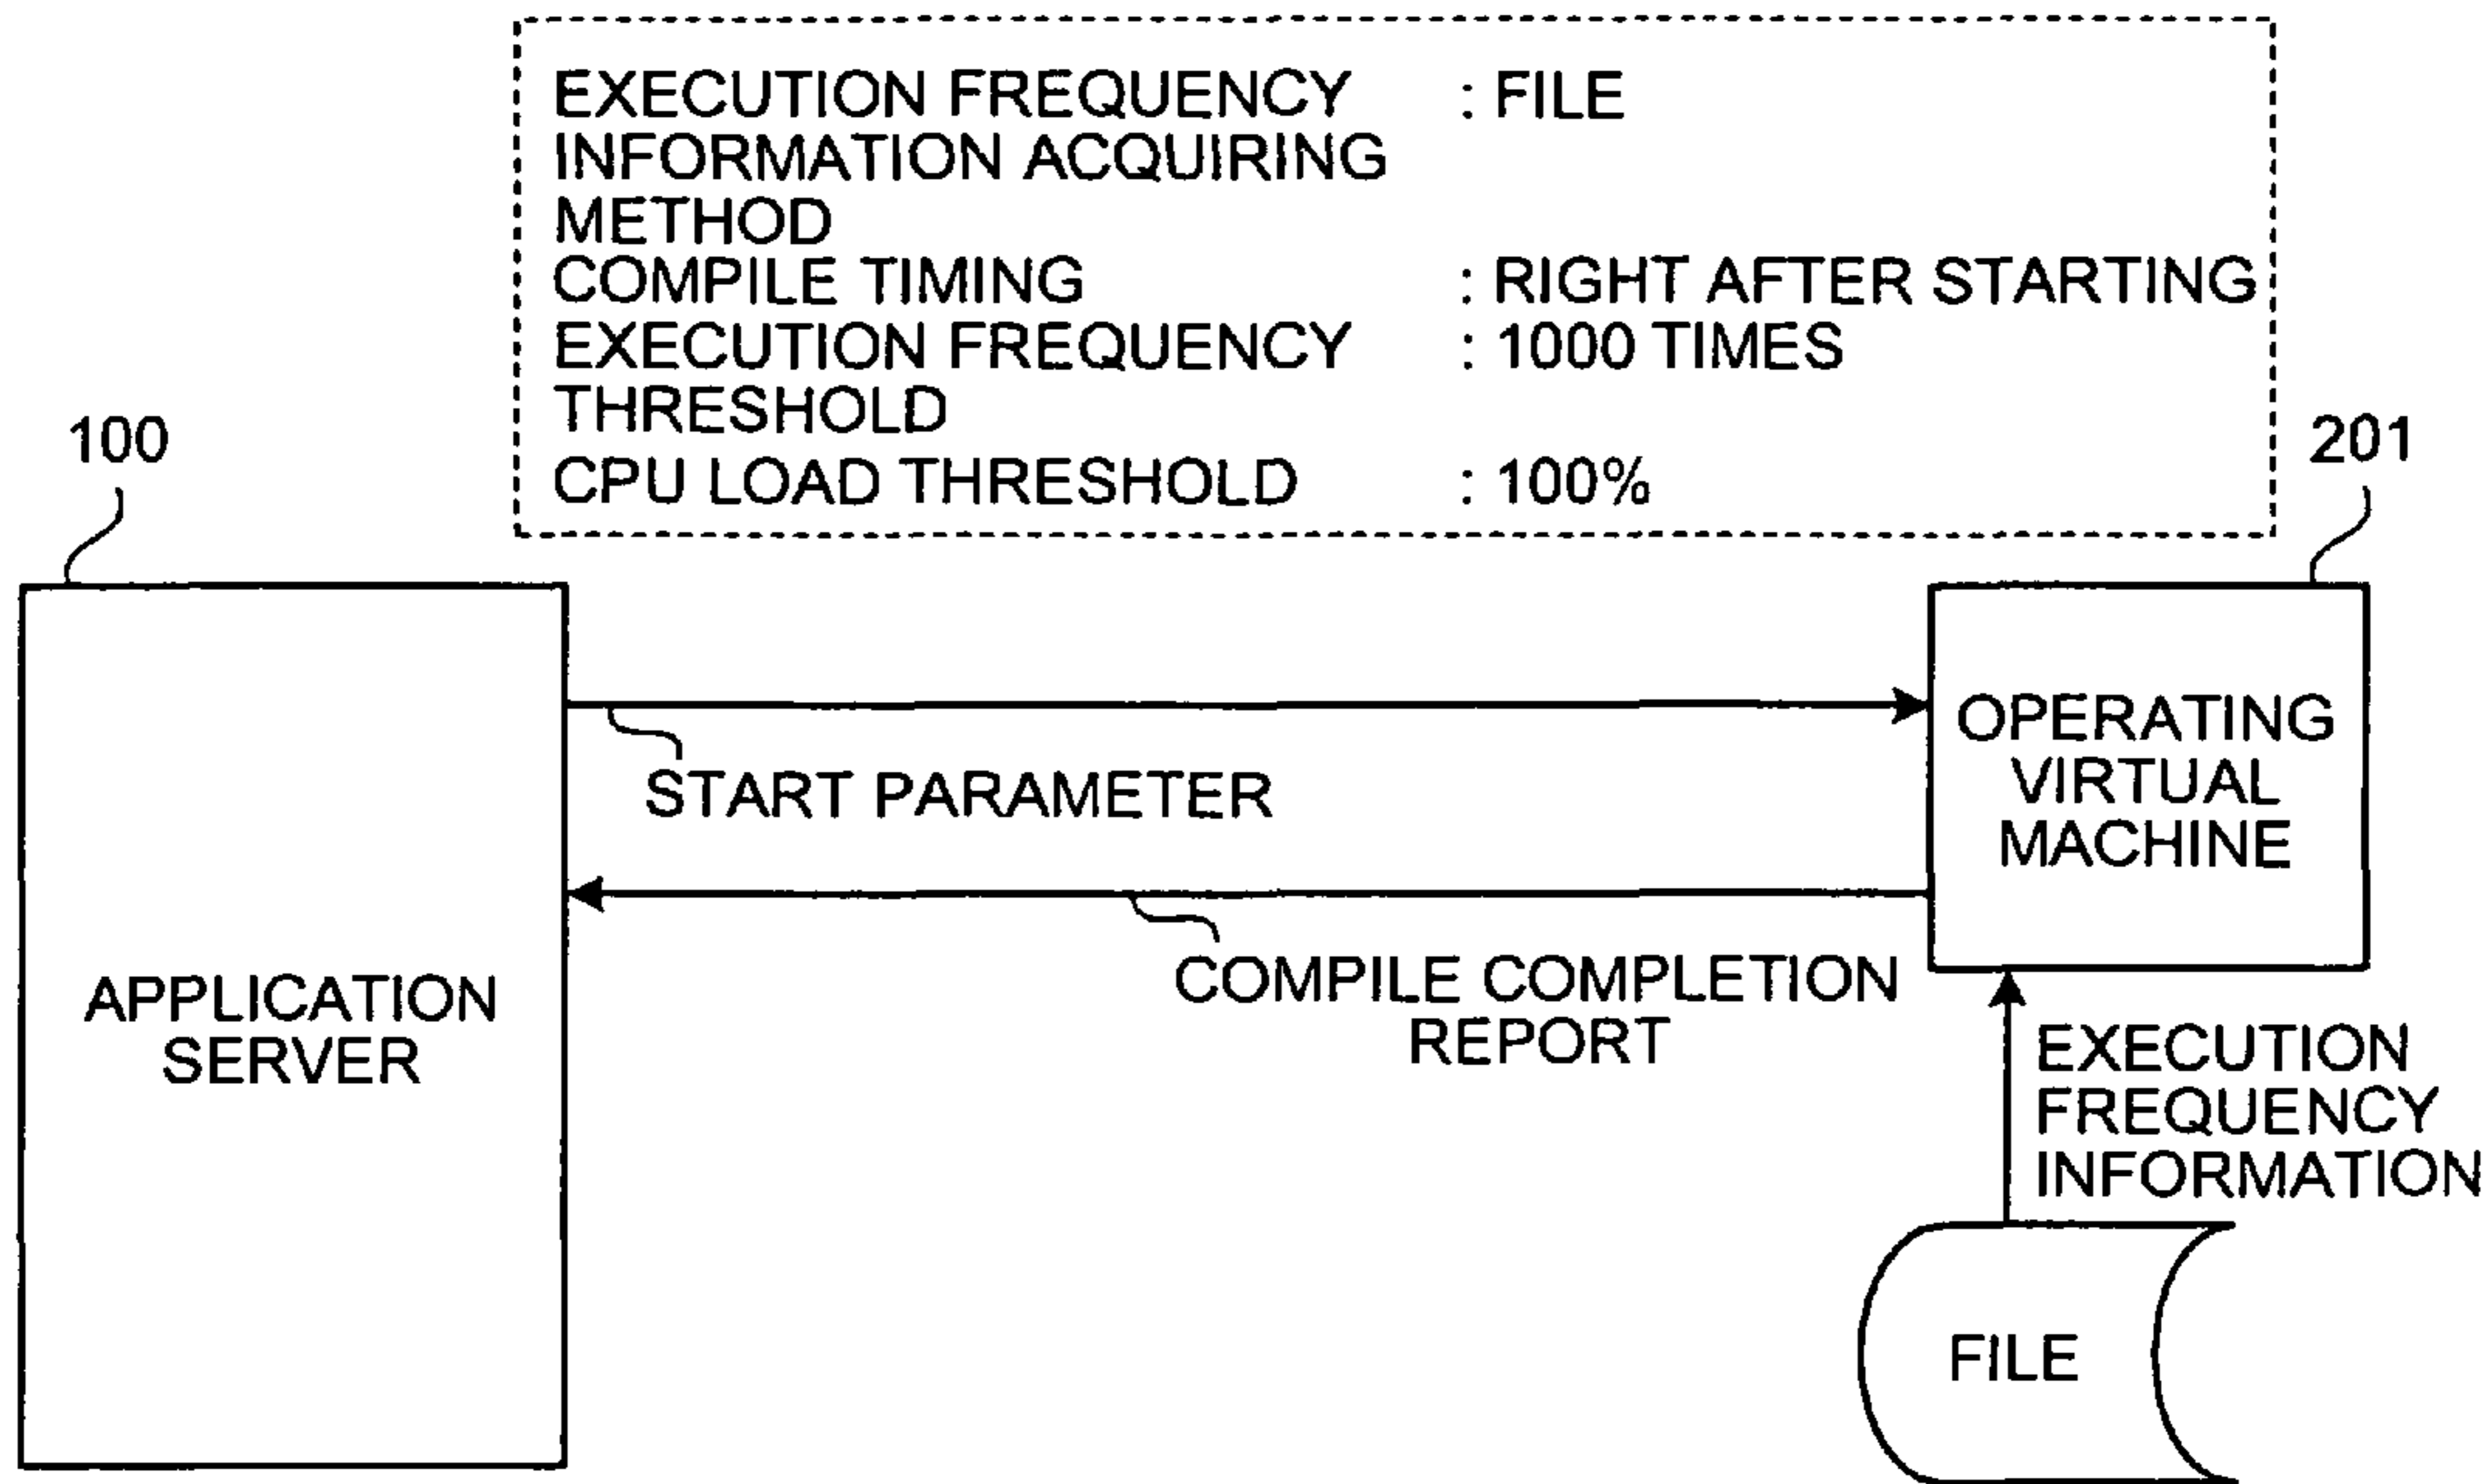 EXECUTION FREQUENCY : FILE
INFORMATION ACQUIRING
METHOD
COMPILE TIMING : RIGHT AFTER STARTING
EXECUTION FREQUENCY : 1000 TIMES
THRESHOLD
CPU LOAD THRESHOLD : 100%
100
201
START PARAMETER
OPERATING
VIRTUAL
MACHINE
APPLICATION
SERVER
COMPILE COMPLETION
REPORT
EXECUTION
FREQUENCY
INFORMATION
FILE